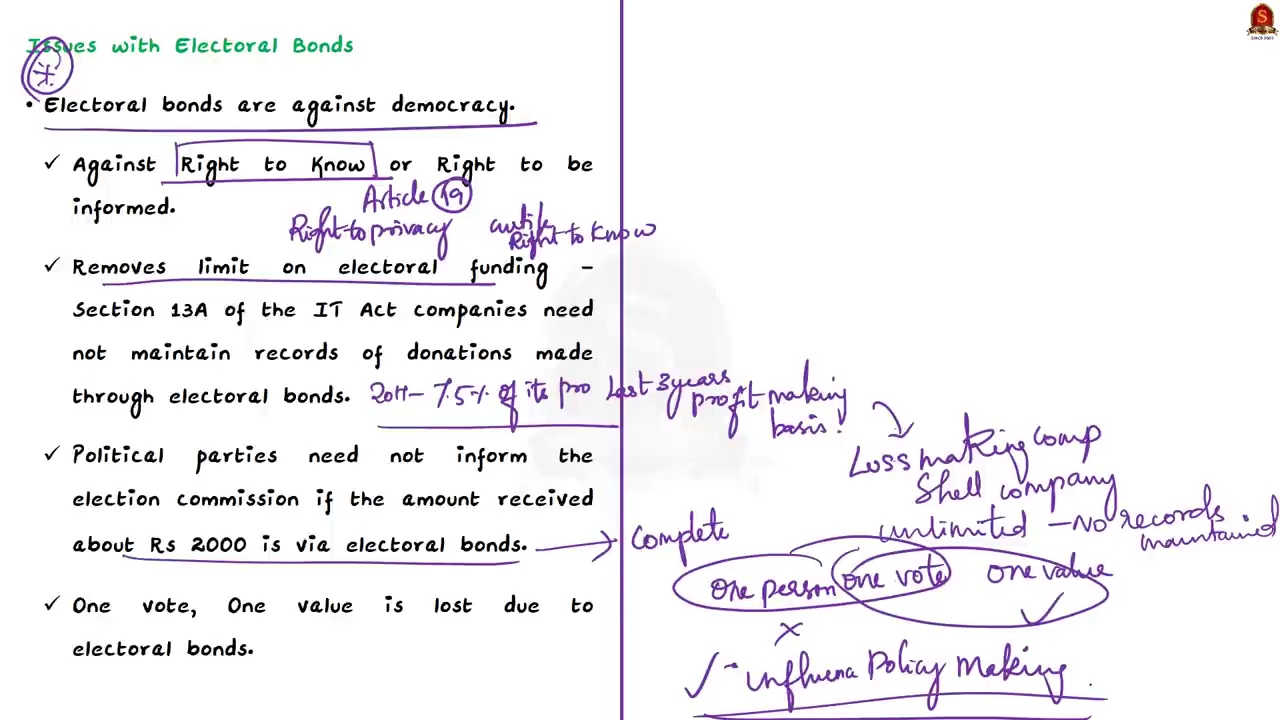 Issues with Electoral Bonds
• Electoral bonds are against democracy.
✓ Against Right to Know or Right to be
informed.
Article 19
Right to privacy
Right to Know
✓ Removes limit on electoral funding –
Section 13A of the IT Act companies need
not maintain records of donations made
through electoral bonds.
2017- 7.5% of its pro Last 3 years
profit making
basis.
Loss making comp
Shell company
unlimited - No records
maintained
✓ Political parties need not inform the
election commission if the amount received
about Rs 2000 is via electoral bonds.
Complete
one person one vote one value
✓ One vote, One value is lost due to
electoral bonds.
Policy Making
S
SINCE 2001